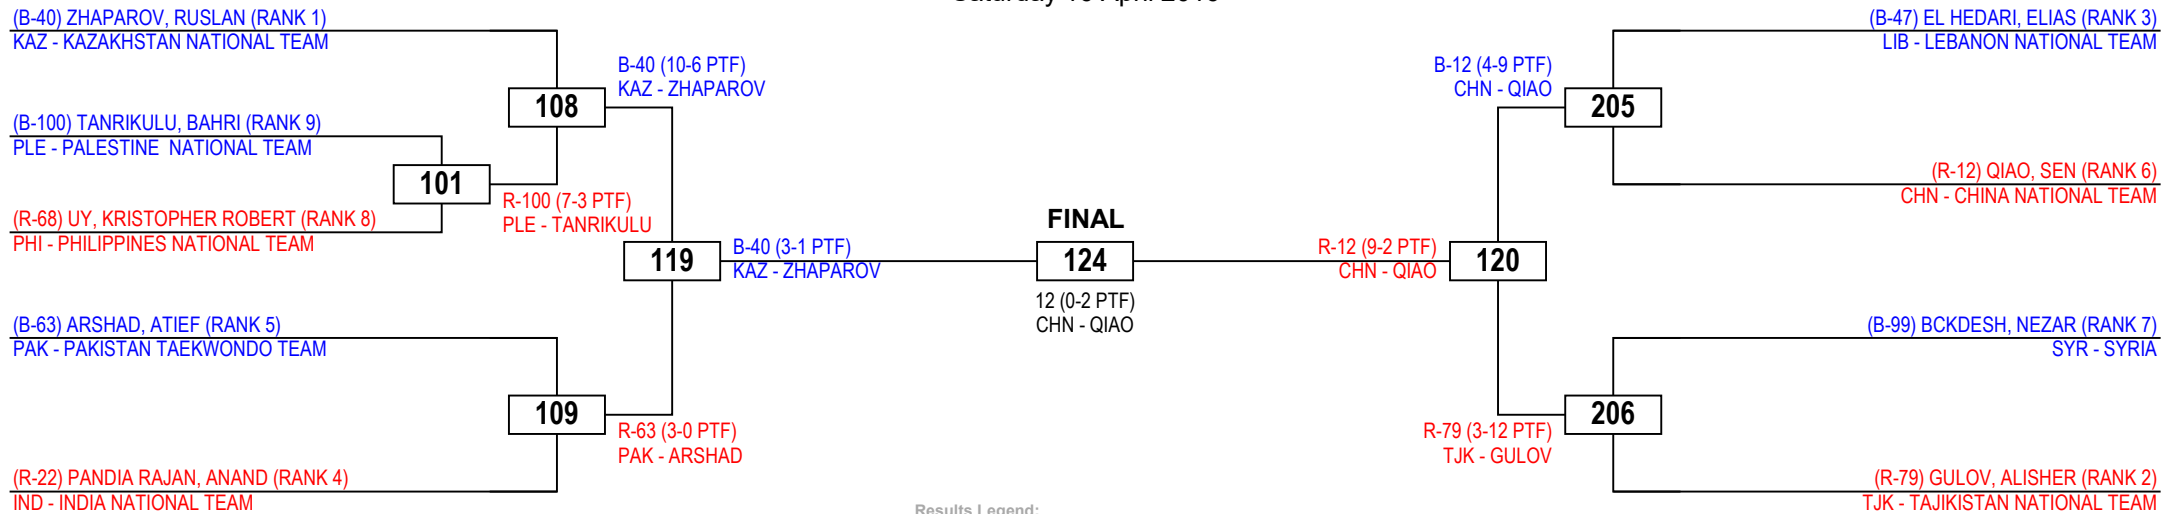 (B-40) ZHAPAROV, RUSLAN (RANK 1)
KAZ - KAZAKHSTAN NATIONAL TEAM
B-40 (10-6 PTF)
KAZ - ZHAPAROV
108
(B-100) TANRIKULU, BAHRI (RANK 9)
PLE - PALESTINE NATIONAL TEAM
101
R-100 (7-3 PTF)
PLE - TANRIKULU
(R-68) UY, KRISTOPHER ROBERT (RANK 8)
PHI - PHILIPPINES NATIONAL TEAM
119
B-40 (3-1 PTF)
KAZ - ZHAPAROV
(B-63) ARSHAD, ATIEF (RANK 5)
PAK - PAKISTAN TAEKWONDO TEAM
109
R-63 (3-0 PTF)
PAK - ARSHAD
(R-22) PANDIA RAJAN, ANAND (RANK 4)
IND - INDIA NATIONAL TEAM
FINAL
124
12 (0-2 PTF)
CHN - QIAO
(B-47) EL HEDARI, ELIAS (RANK 3)
LIB - LEBANON NATIONAL TEAM
B-12 (4-9 PTF)
CHN - QIAO
205
(R-12) QIAO, SEN (RANK 6)
CHN - CHINA NATIONAL TEAM
R-12 (9-2 PTF)
CHN - QIAO
120
(B-99) BCKDESH, NEZAR (RANK 7)
SYR - SYRIA
206
R-79 (3-12 PTF)
TJK - GULOV
(R-79) GULOV, ALISHER (RANK 2)
TJK - TAJIKISTAN NATIONAL TEAM
Results Legend: